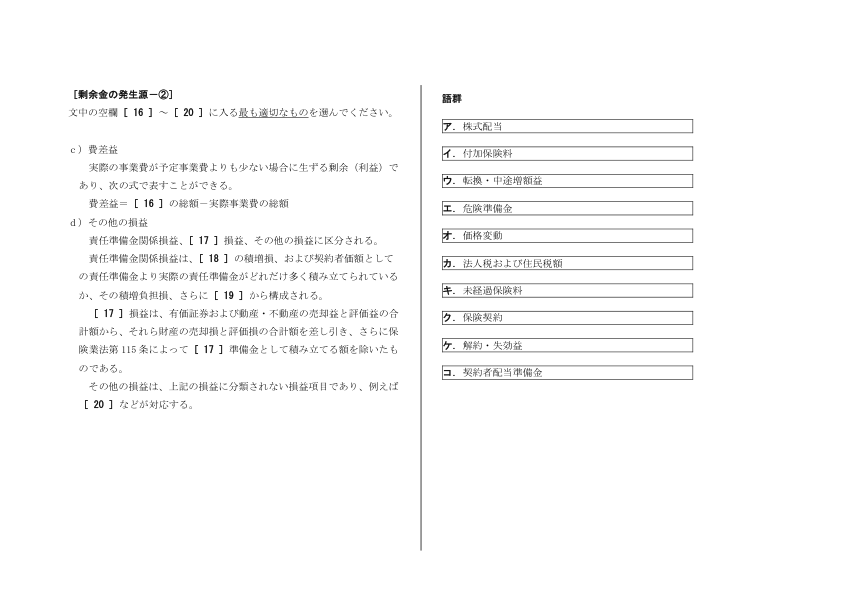 ［剰余金の発生源－②］
文中の空欄［ 16 ］～［ 20 ］に入る最も適切なものを選んでください。
ｃ）費差益
実際の事業費が予定事業費よりも少ない場合に生ずる剰余（利益）で
あり、次の式で表すことができる。
費差益＝［ 16 ］の総額－実際事業費の総額
ｄ）その他の損益
責任準備金関係損益、［ 17 ］損益、その他の損益に区分される。
責任準備金関係損益は、［ 18 ］の積増損、および契約者価額として
の責任準備金より実際の責任準備金がどれだけ多く積み立てられている
か、その積増負担損、さらに［ 19 ］から構成される。
［ 17 ］損益は、有価証券および動産・不動産の売却益と評価益の合
計額から、それら財産の売却損と評価損の合計額を差し引き、さらに保
険業法第 115 条によって［ 17 ］準備金として積み立てる額を除いたも
のである。
その他の損益は、上記の損益に分類されない損益項目であり、例えば
［ 20 ］などが対応する。
語群
ア．株式配当
イ．付加保険料
ウ．転換・中途増額益
エ．危険準備金
オ．価格変動
カ．法人税および住民税額
キ．未経過保険料
ク．保険契約
ケ．解約・失効益
コ．契約者配当準備金